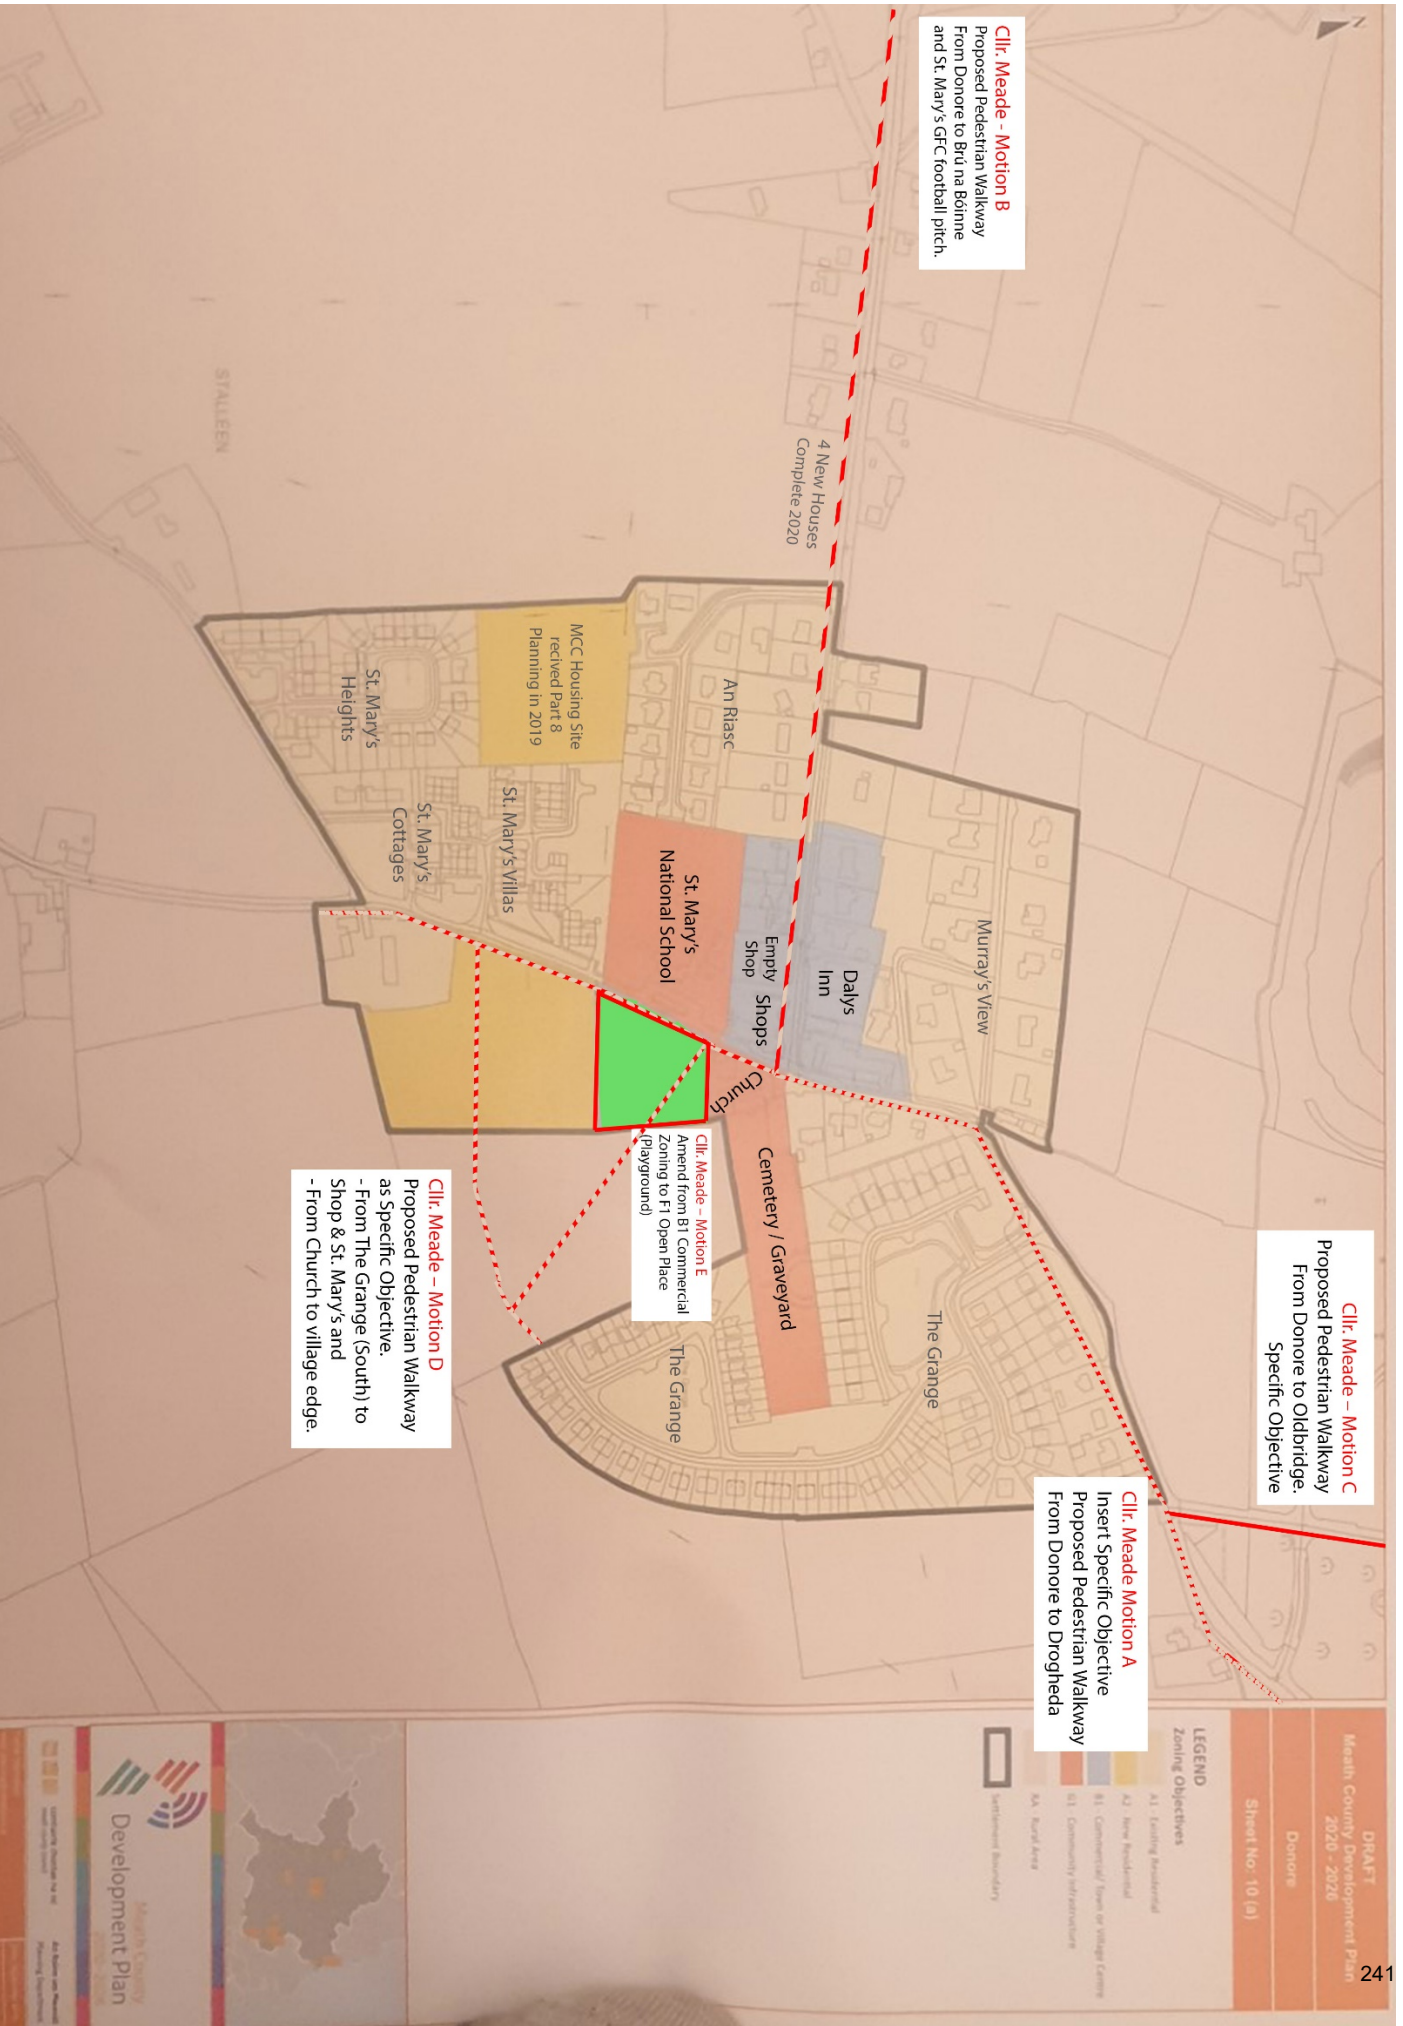 DRAFT
Meath County Development Plan
2020 - 2026
Donore
Sheet No: 10 (a)
LEGEND
Zoning Objectives
A1 - Existing Residential
A2 - New Residential
B1 - Commercial/ Town or Village Centre
G1 - Community Infrastructure
RA - Rural Area
Settlement Boundary
Cllr. Meade – Motion C
Proposed Pedestrian Walkway
From Donore to Oldbridge.
Specific Objective
Cllr. Meade Motion A
Insert Specific Objective
Proposed Pedestrian Walkway
From Donore to Drogheda
Cllr. Meade - Motion B
Proposed Pedestrian Walkway
From Donore to Brú na Bóinne
and St. Mary's GFC football pitch.
4 New Houses
Complete 2020
Murray's View
The Grange
Dalys
Inn
Empty
Shop
Shops
Church
Cemetery / Graveyard
An Riasc
St. Mary's
National School
Cllr. Meade – Motion E
Amend from B1 Commercial
Zoning to F1 Open Place
(Playground)
The Grange
MCC Housing Site
recived Part 8
Planning in 2019
St. Mary's Villas
St. Mary's
Cottages
St. Mary's
Heights
Cllr. Meade – Motion D
Proposed Pedestrian Walkway
as Specific Objective.
- From The Grange (South) to
Shop & St. Mary's and
- From Church to village edge.
STALLEEN
Meath County
Development Plan
Planning Department
241
N